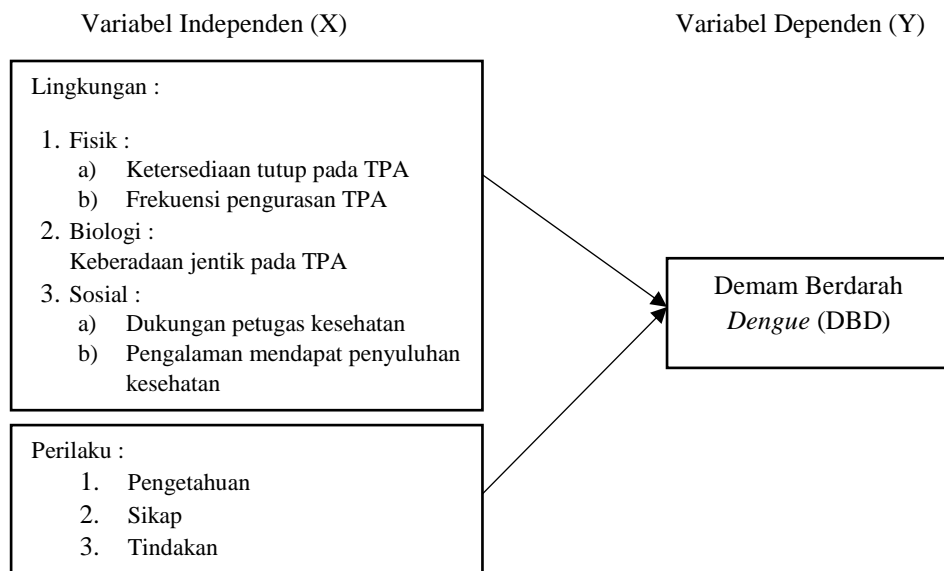 Variabel Independen (X)
Variabel Dependen (Y)
Lingkungan :
1. Fisik :
a) Ketersediaan tutup pada TPA
b) Frekuensi pengurasan TPA
2. Biologi :
Keberadaan jentik pada TPA
3. Sosial :
a) Dukungan petugas kesehatan
b) Pengalaman mendapat penyuluhan
kesehatan
Perilaku :
1. Pengetahuan
2. Sikap
3. Tindakan
Demam Berdarah
Dengue (DBD)